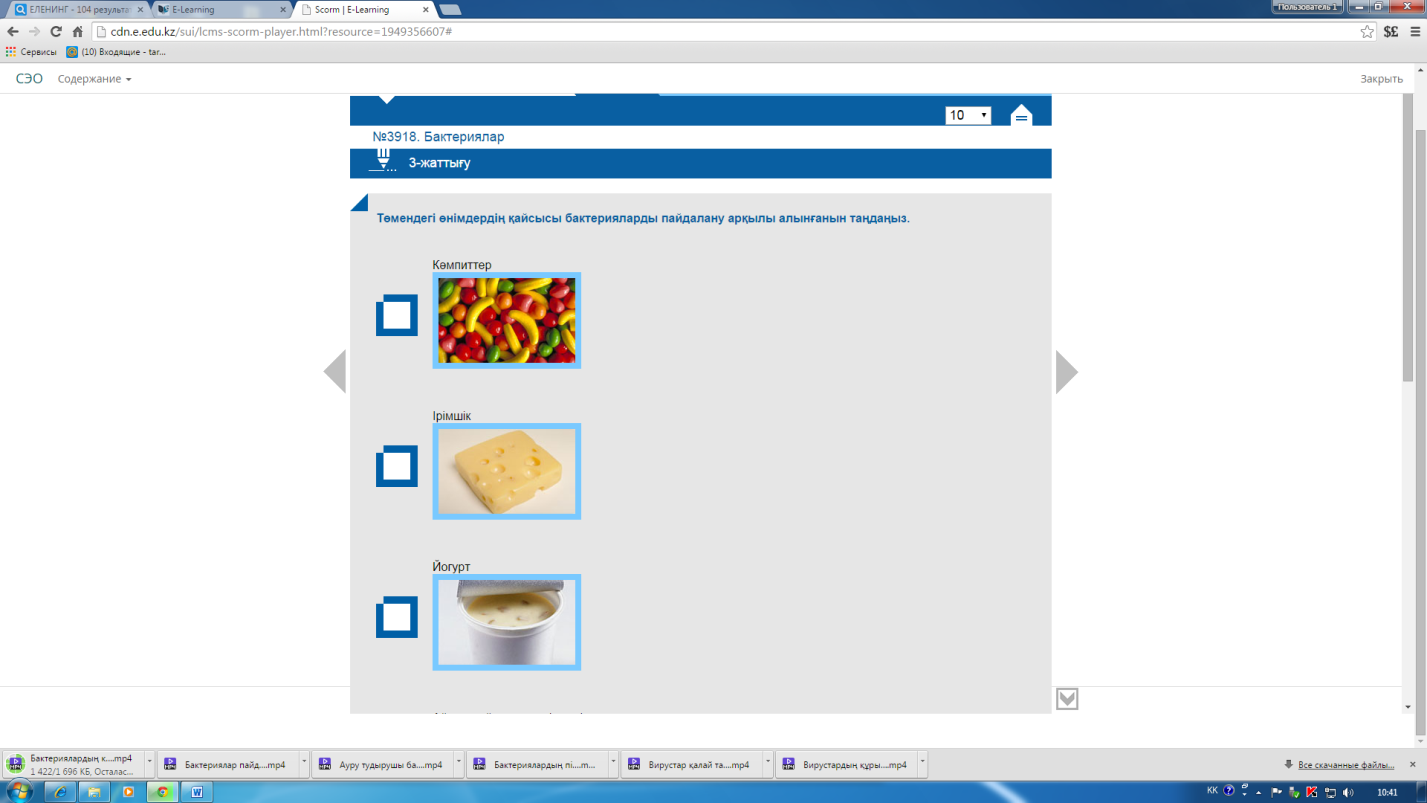 ЕЛЕНИНГ - 104 результа
E-Learning
Scorm | E-Learning
Пользователь 1
cdn.e.edu.kz/sui/lcms-scorm-player.html?resource=1949356607#
Сервисы (10) Входящие - tar...
СЭО Содержание Закрыть
10
№3918. Бактериялар
3-жаттығу
Төмендегі өнімдердің қайсысы бактерияларды пайдалану арқылы алынғанын таңдаңыз.
Көмпиттер
Ірімшік
Йогурт
Бактериялардың к....mp4
1 422/1 696 КБ, Осталас...
Бактериялар пайд....mp4
Ауру тудырушы ба....mp4
Бактериялардың пі....m...
Вирустар қалай та....mp4
Вирустардың құры....mp4
Все скачанные файлы...
KK 10:41